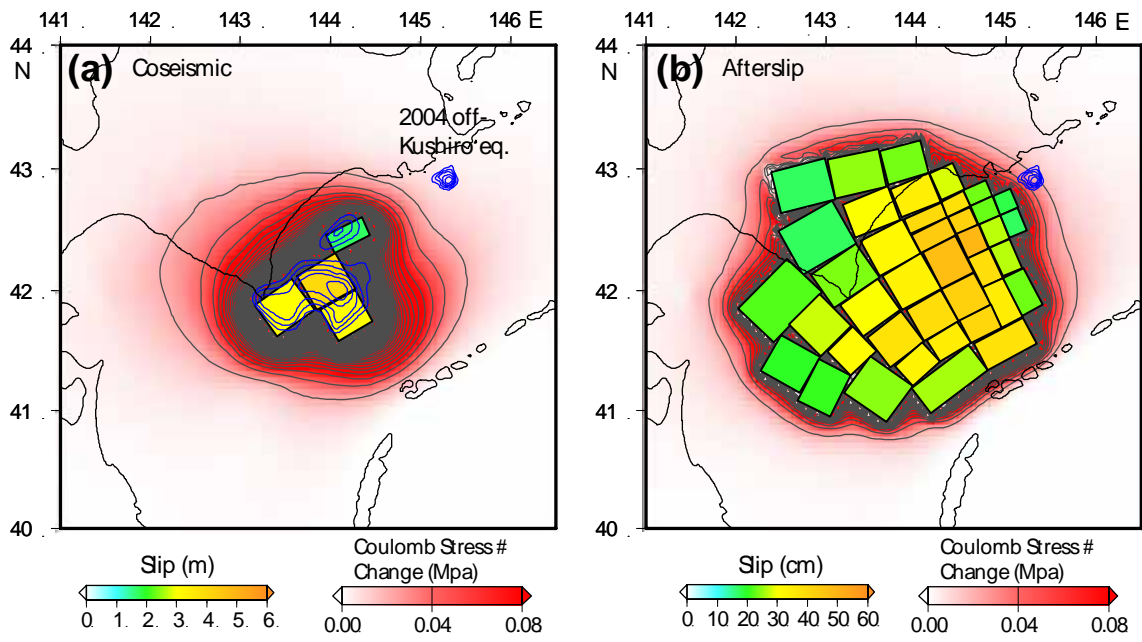 141 142 143 144 145 146 E
44.
N
(a) Coseismic
2004 off-
Kushiro eq.
43.
42.
41.
40.
Slip (m)
0. 1. 2. 3. 4. 5. 6.
Coulomb Stress #
Change (Mpa)
0.00. 0.04 0.08
141 142 143 144 145 146 E
44.
N
(b) Afterslip
43.
42.
41.
40.
Slip (cm)
0 10 20 30 40 50 60
Coulomb Stress #
Change (Mpa)
0.00. 0.04 0.08